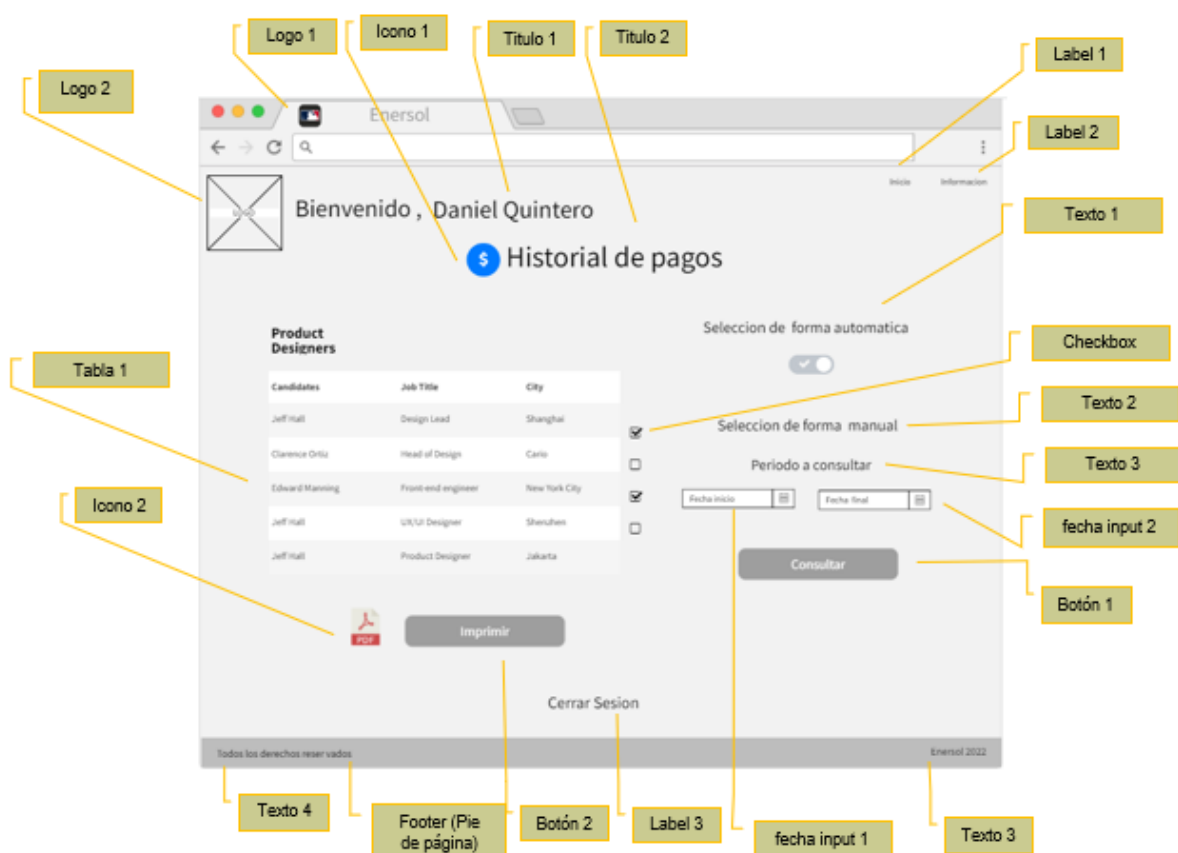 Logo 1
Icono 1
Titulo 1
Titulo 2
Label 1
Logo 2
Enersol
Label 2
Inicio
Informacion
LOGO
Bienvenido , Daniel Quintero
Texto 1
$ Historial de pagos
Seleccion de forma automatica
Product
Designers
Checkbox
Tabla 1
Candidates Job Title City
Texto 2
Jeff Hall Design Lead Shanghai
Seleccion de forma manual
Clarence Ortiz Head of Design Cario
Periodo a consultar
Texto 3
Edward Manning Front-end engineer New York City
Fecha inicio
Fecha final
Icono 2
Jeff Hall UX/UI Designer Shenzhen
fecha input 2
Jeff Hall Product Designer Jakarta
Consultar
Botón 1
PDF
Imprimir
Cerrar Sesion
Todos los derechos reser vados
Enersol 2022
Texto 4
Footer (Pie
de página)
Botón 2
Label 3
fecha input 1
Texto 3